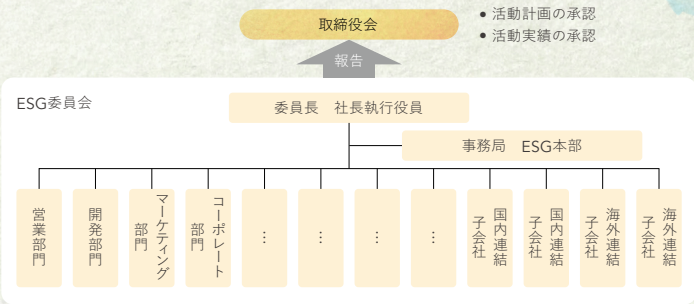 取締役会
• 活動計画の承認
• 活動実績の承認
報告
ESG委員会
委員長　社長執行役員
事務局　ESG本部
営業部門
開発部門
マーケティング
部門
コーポレート
部門
…
…
…
…
国内連結
子会社
国内連結
子会社
海外連結
子会社
海外連結
子会社